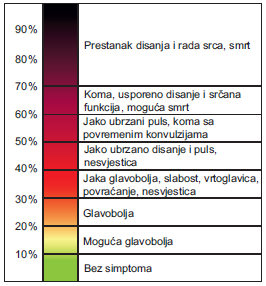 90%
Prestanak disanja i rada srca, smrt
80%
70%
Koma, usporeno disanje i srčana
funkcija, moguća smrt
60%
Jako ubrzani puls, koma sa
povremenim konvulzijama
50%
Jako ubrzano disanje i puls,
nesvjestica
40%
Jaka glavobolja, slabost, vrtoglavica,
povraćanje, nesvjestica
30%
Glavobolja
20%
Moguća glavobolja
10%
Bez simptoma